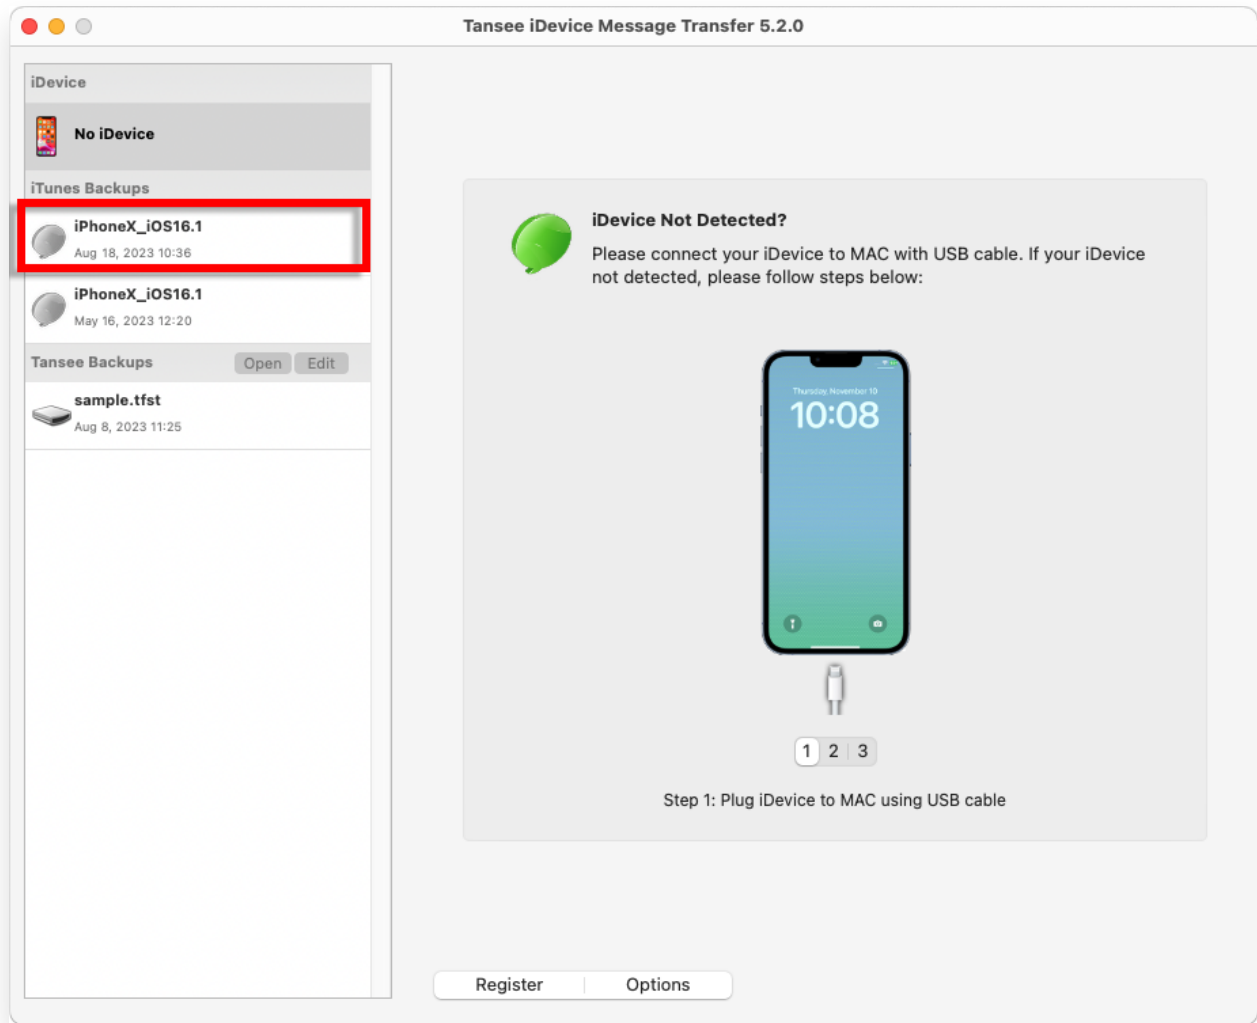 Tansee iDevice Message Transfer 5.2.0
iDevice
No iDevice
iTunes Backups
iPhoneX_iOS16.1
Aug 18, 2023 10:36
iPhoneX_iOS16.1
May 16, 2023 12:20
Tansee Backups Open Edit
sample.tfst
Aug 8, 2023 11:25
iDevice Not Detected?
Please connect your iDevice to MAC with USB cable. If your iDevice
not detected, please follow steps below:
Thursday, November 10
10:08
1 2 3
Step 1: Plug iDevice to MAC using USB cable
Register Options